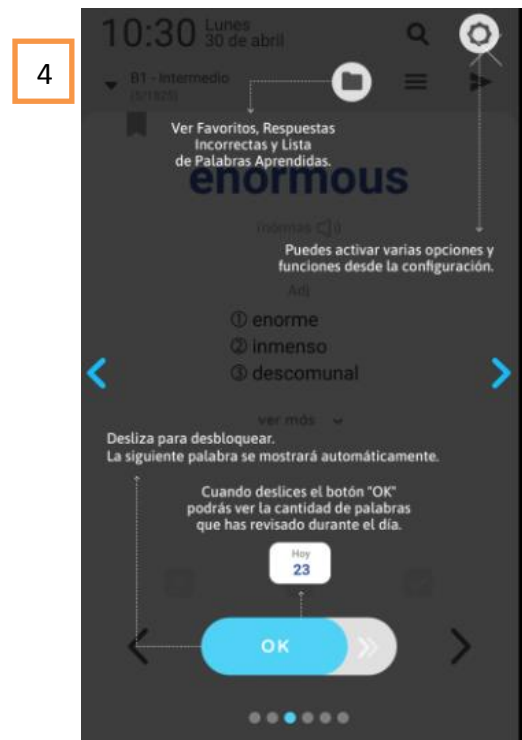 4
10:30 Lunes
30 de abril
B1 - Intermedio
(5/1823)
Ver Favoritos, Respuestas
Incorrectas y Lista
de Palabras Aprendidas.
enormous
Puedes activar varias opciones y
funciones desde la configuración.
Adj
① enorme
② inmenso
③ descomunal
ver más
Desliza para desbloquear.
La siguiente palabra se mostrará automáticamente.
Cuando deslices el botón "OK"
podrás ver la cantidad de palabras
que has revisado durante el día.
Hoy
23
OK